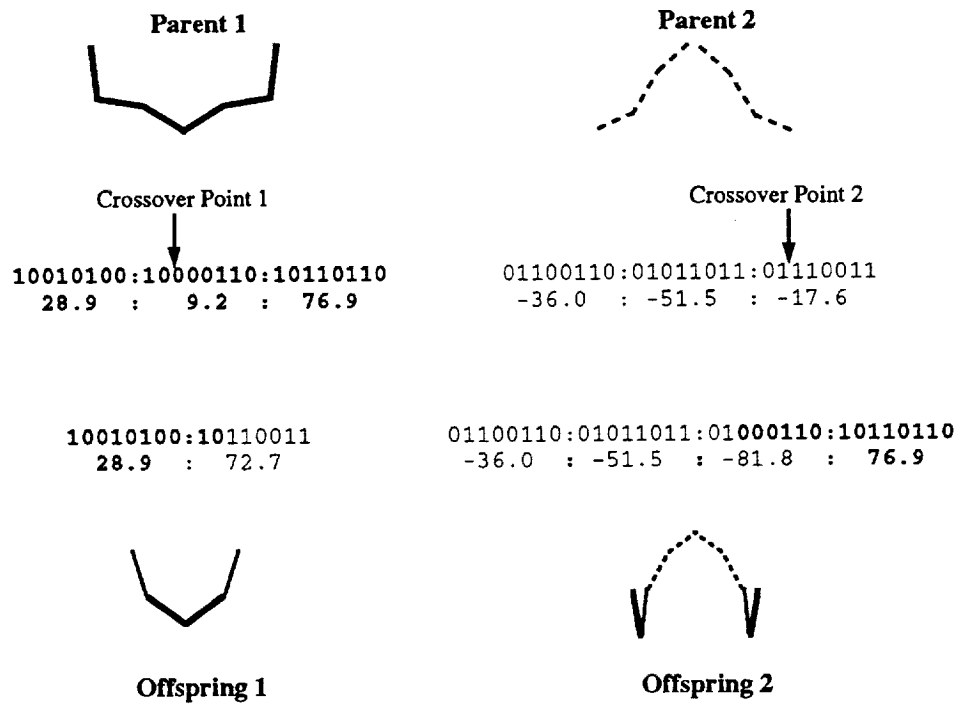 Parent 1
Parent 2
Crossover Point 1
Crossover Point 2
10010100:10000110:10110110
01100110:01011011:01110011
28.9 : 9.2 : 76.9
-36.0 : -51.5 : -17.6
10010100:10110011
01100110:01011011:01000110:10110110
28.9 : 72.7
-36.0 : -51.5 : -81.8 : 76.9
Offspring 1
Offspring 2